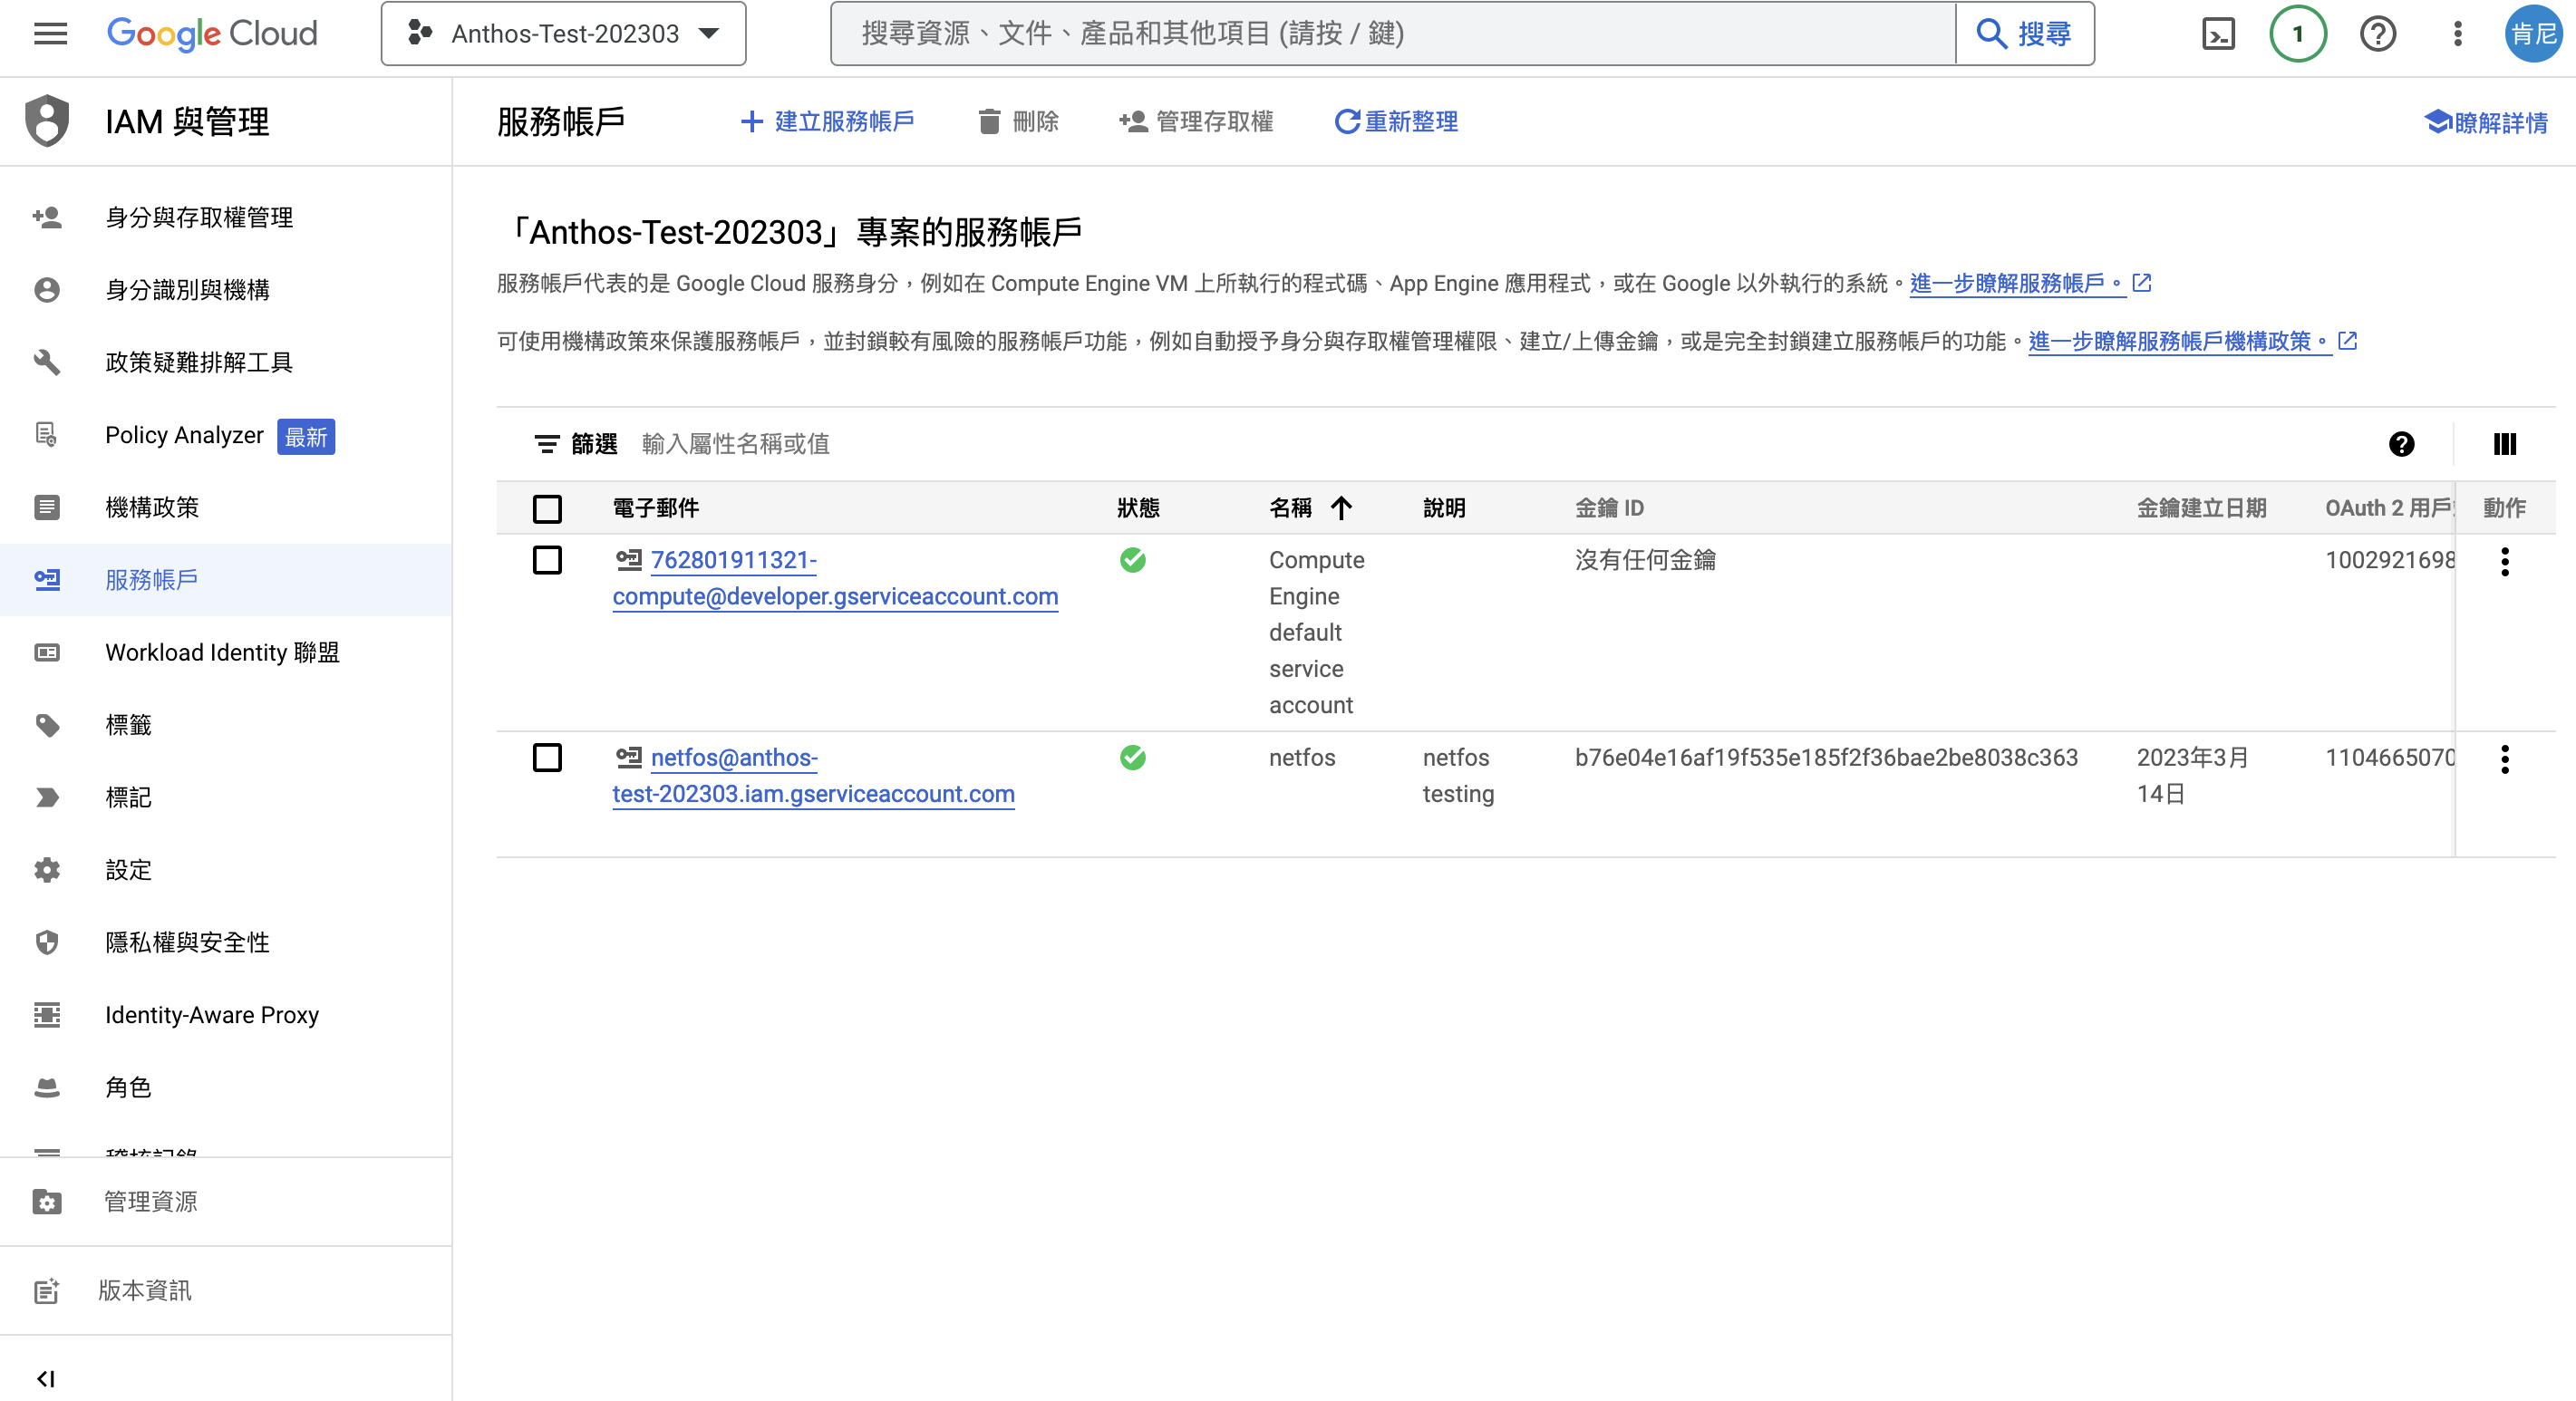 Google Cloud
Anthos-Test-202303
搜尋資源、文件、產品和其他項目 (請按 / 鍵)
搜尋
1
肯尼
IAM 與管理
服務帳戶
建立服務帳戶
刪除
管理存取權
重新整理
瞭解詳情
身分與存取權管理
身分識別與機構
政策疑難排解工具
Policy Analyzer 最新
機構政策
服務帳戶
Workload Identity 聯盟
標籤
標記
設定
隱私權與安全性
Identity-Aware Proxy
角色
稽核記錄
管理資源
版本資訊
「Anthos-Test-202303」專案的服務帳戶
服務帳戶代表的是 Google Cloud 服務身分，例如在 Compute Engine VM 上所執行的程式碼、App Engine 應用程式，或在 Google 以外執行的系統。進一步瞭解服務帳戶。
可使用機構政策來保護服務帳戶，並封鎖較有風險的服務帳戶功能，例如自動授予身分與存取權管理權限、建立/上傳金鑰，或是完全封鎖建立服務帳戶的功能。進一步瞭解服務帳戶機構政策。
篩選 輸入屬性名稱或值
電子郵件 狀態 名稱 說明 金鑰 ID 金鑰建立日期 OAuth 2 用戶 動作
762801911321-
compute@developer.gserviceaccount.com
Compute
Engine
default
service
account
沒有任何金鑰
1002921698
netfos@anthos-
test-202303.iam.gserviceaccount.com
netfos
netfos
testing
b76e04e16af19f535e185f2f36bae2be8038c363
2023年3月
14日
1104665070